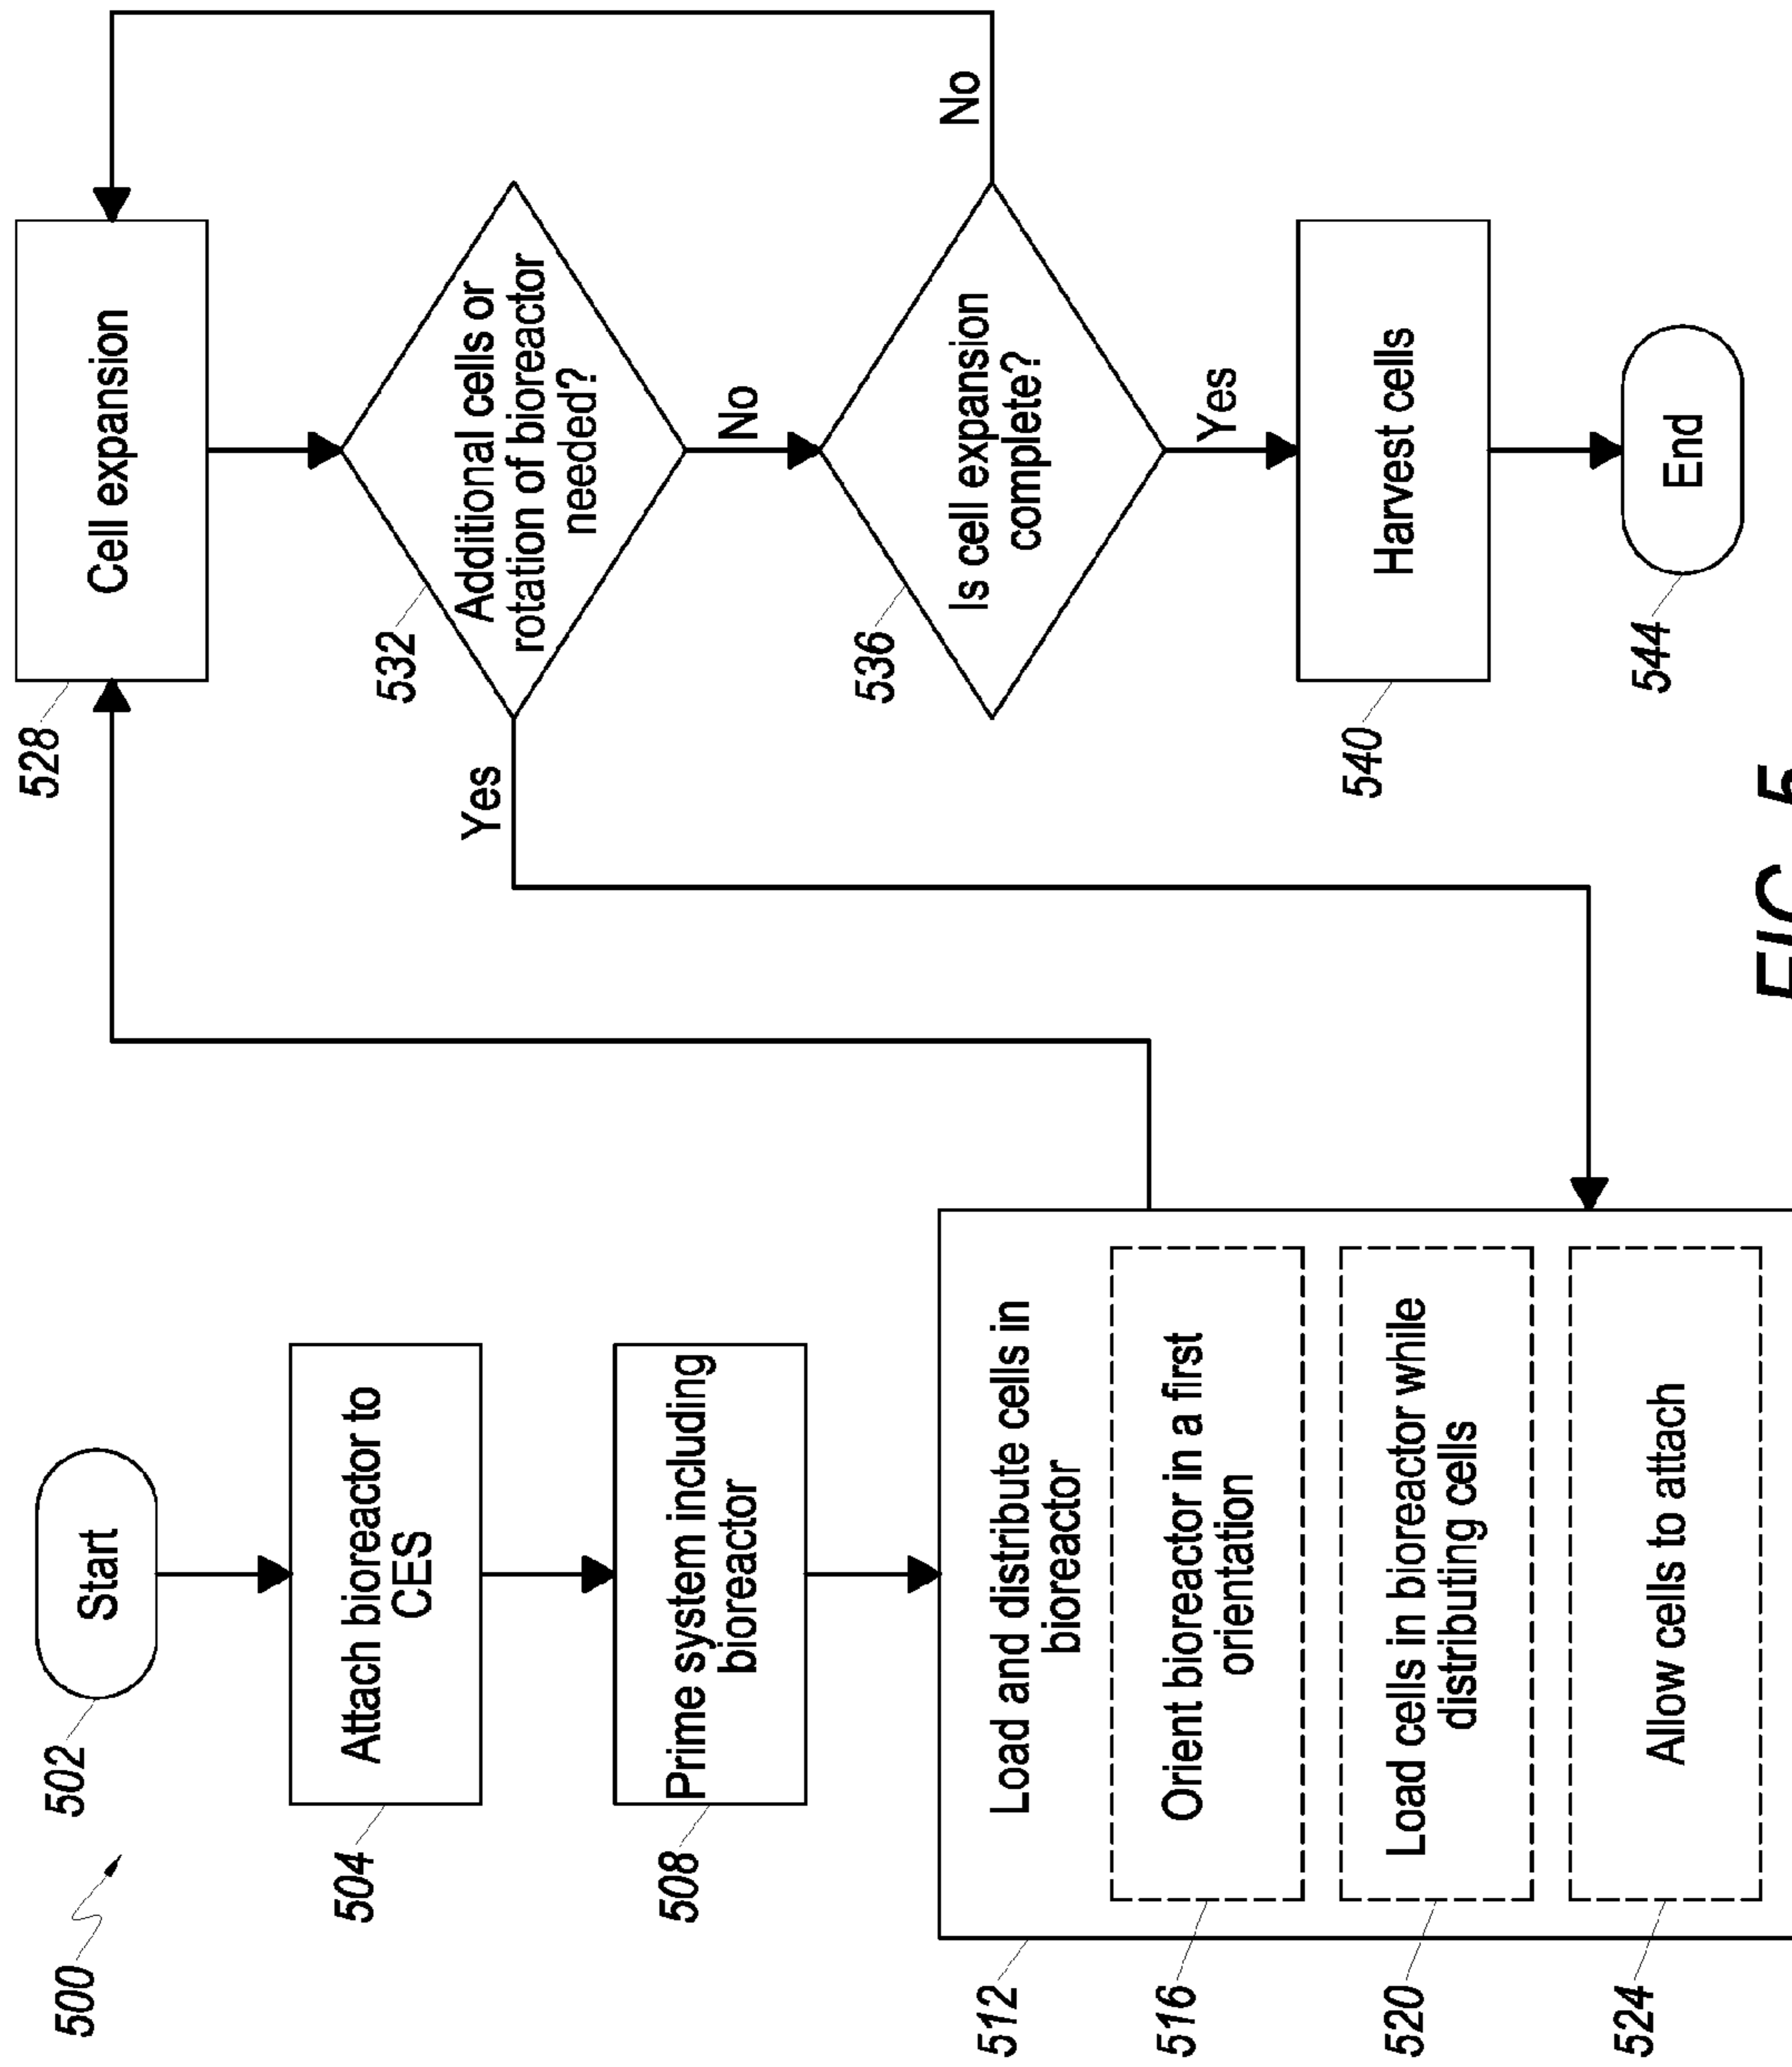 500
502
Start
504
Attach bioreactor to
CES
508
Prime system including
bioreactor
512
Load and distribute cells in
bioreactor
516
Orient bioreactor in a first
orientation
520
Load cells in bioreactor while
distributing cells
524
Allow cells to attach
528
Cell expansion
532
Additional cells or
rotation of bioreactor
needed?
Yes
No
536
Is cell expansion
complete?
No
Yes
540
Harvest cells
544
End
FIG. 5